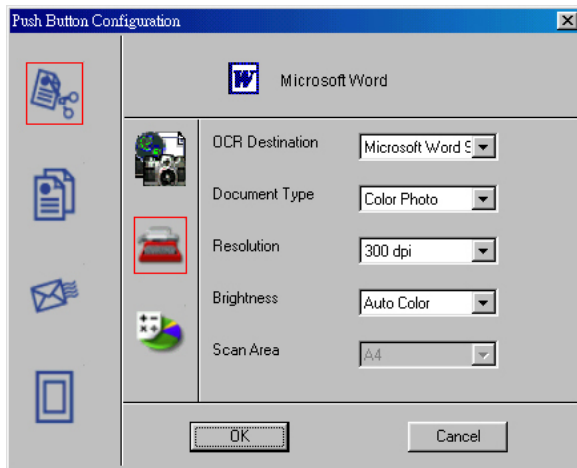 Push Button Configuration
Microsoft Word
OCR Destination Microsoft Word S
Document Type Color Photo
Resolution 300 dpi
Brightness Auto Color
Scan Area A4
OK Cancel